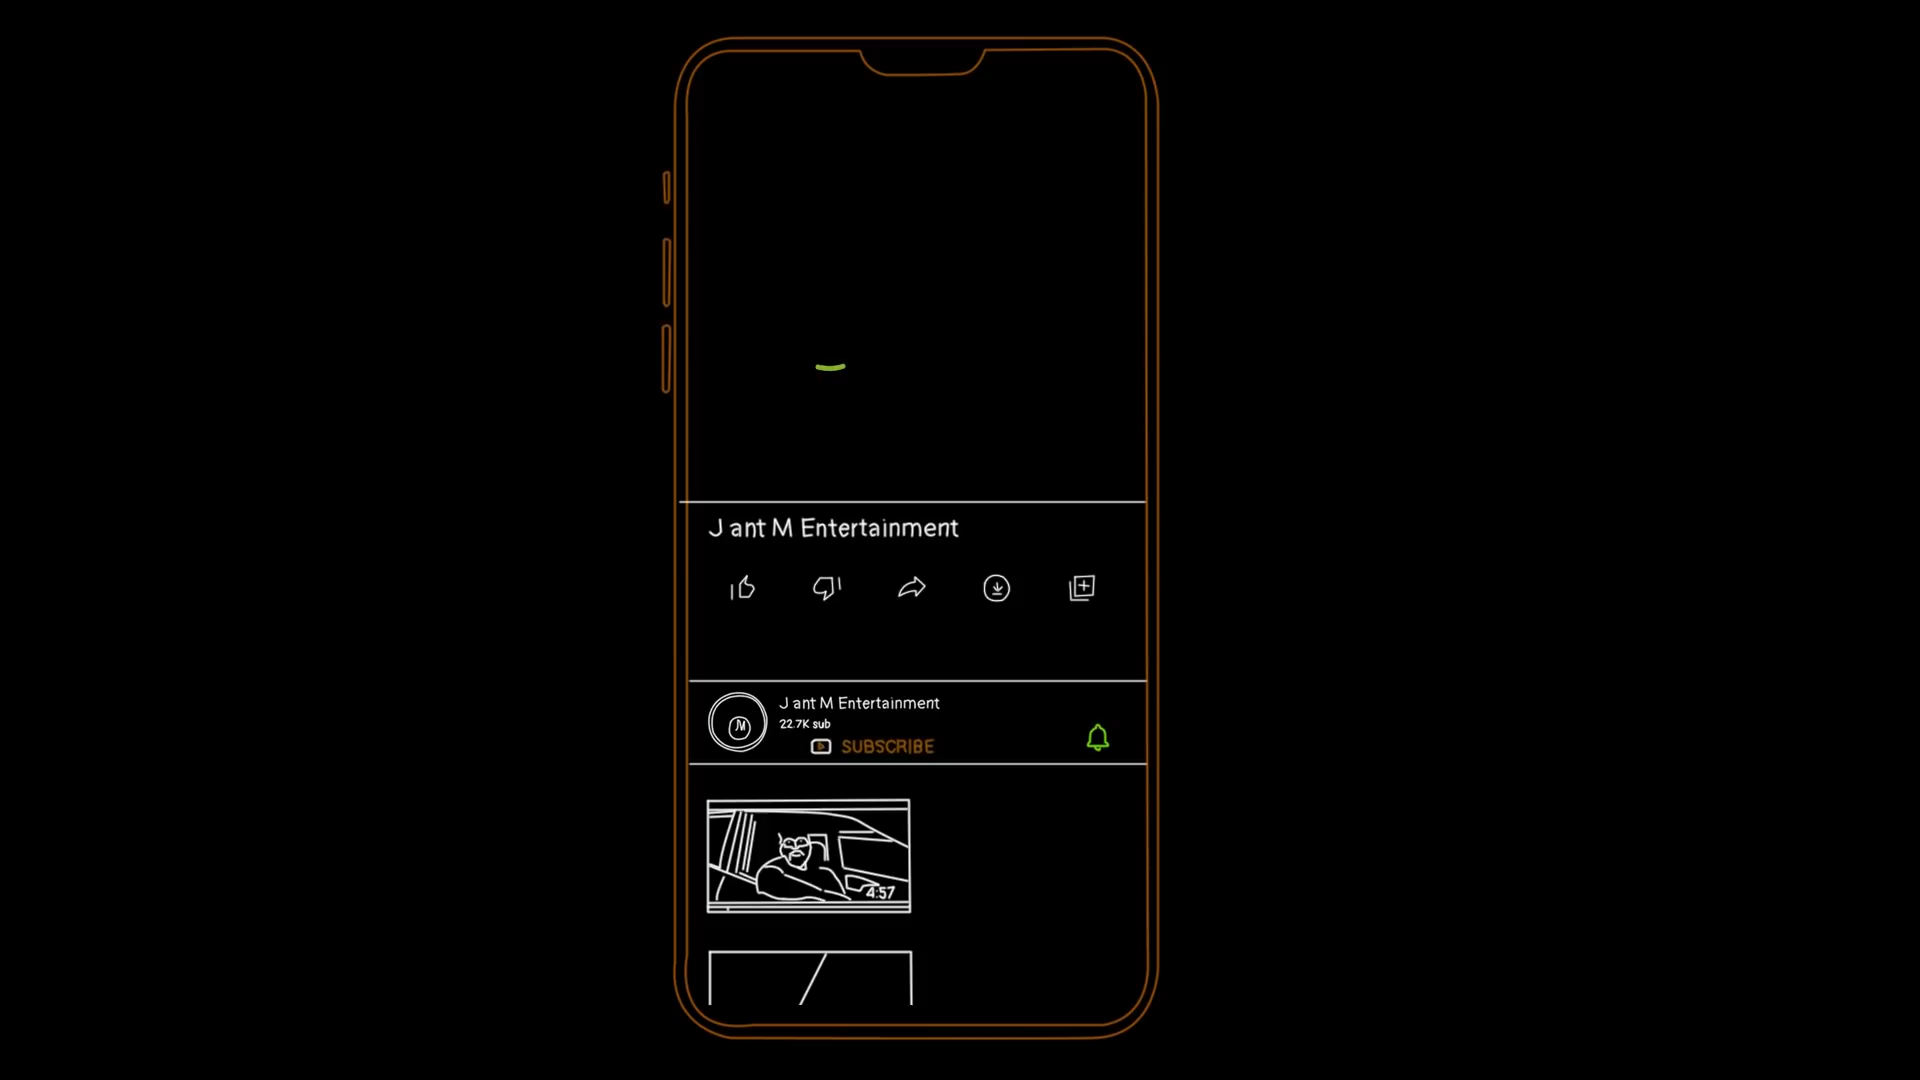 J ant M Entertainment
J ant M Entertainment
M
22.7K sub
SUBSCRIBE
4:57